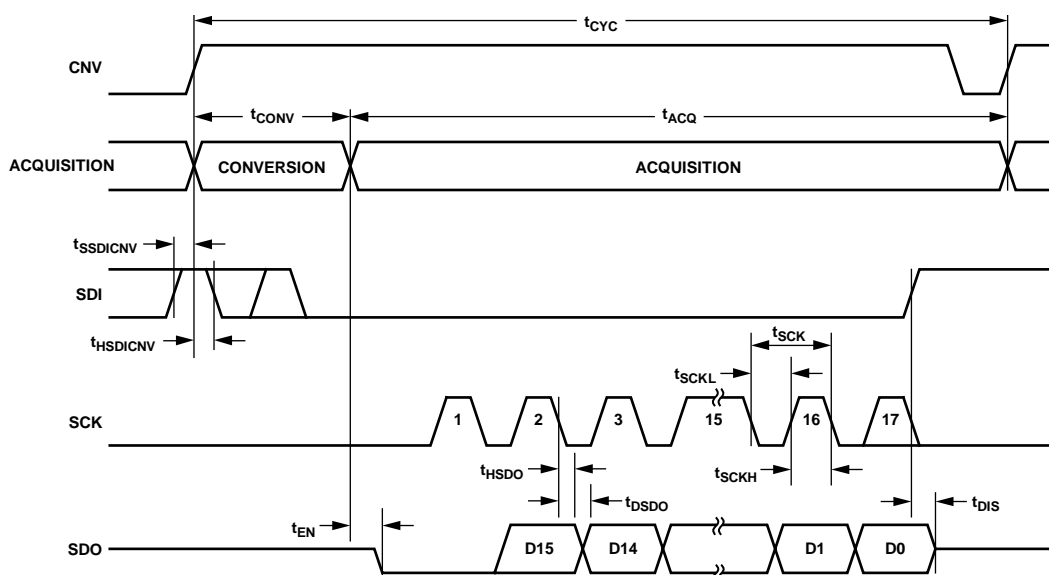 tCYC
CNV
tCONV
tACQ
ACQUISITION
CONVERSION
ACQUISITION
tSSDICNV
SDI
tHSDICNV
tSCK
tSCKL
SCK
1
2
3
15
16
17
tHSDO
tSCKH
tDSDO
tDIS
tEN
SDO
D15
D14
D1
D0